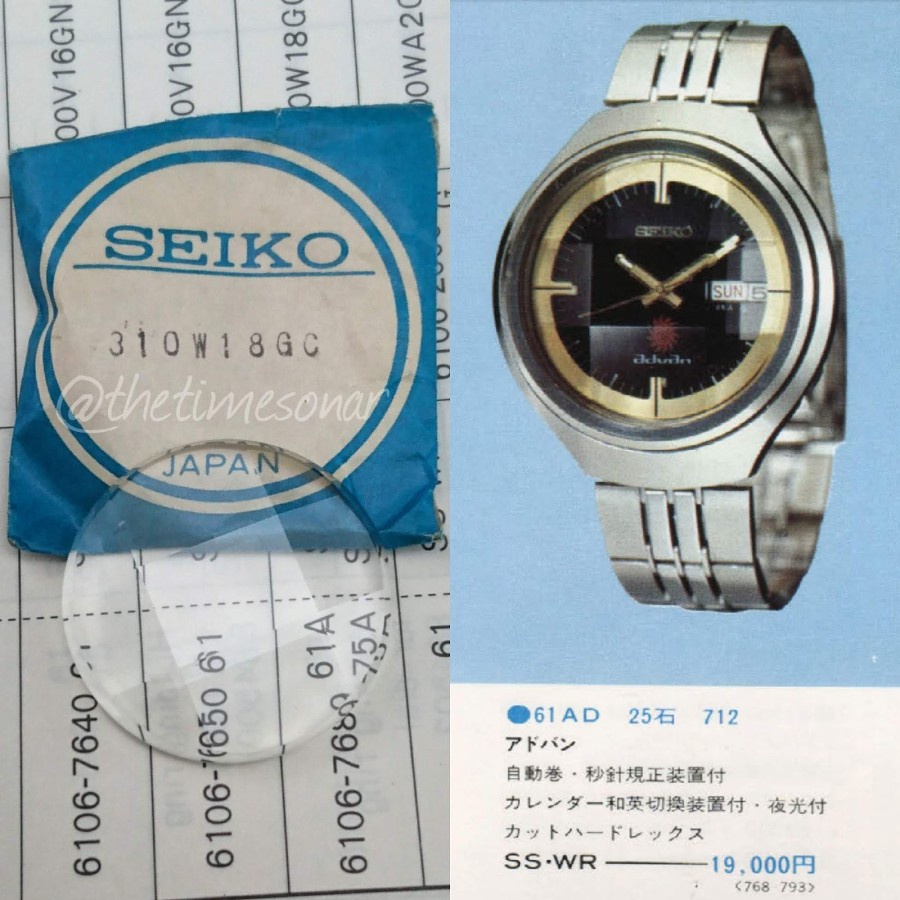 00V16GN
00V16GN
0W18GC
00WA20
SEIKO
310W18GC
@thetimesonar
JAPAN
61
61A
75A
61
6106-7640
6106-7650
6106-768
SEIKO
SUN 5
advan
61AD 25石 712
アドバン
自動巻・秒針規正装置付
カレンダー和英切換装置付・夜光付
カットハードレックス
SS・WR 19,000円
<768-793>